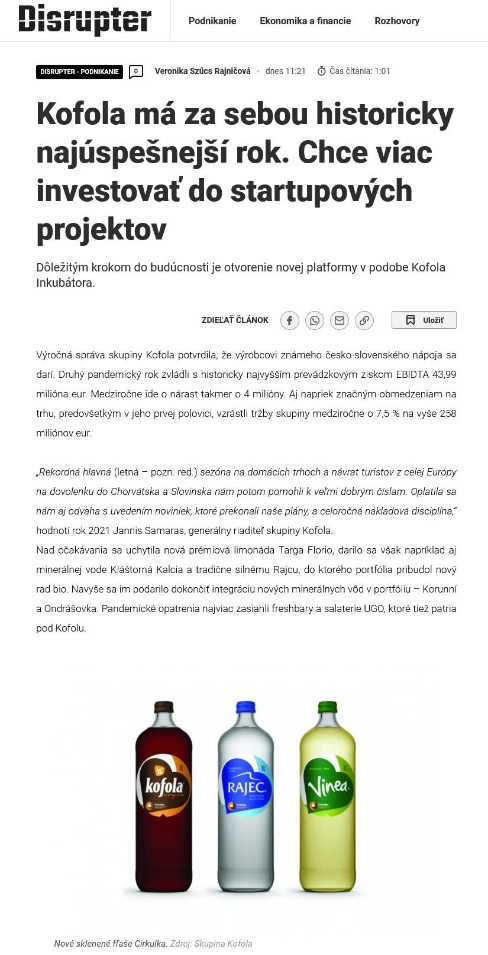 Disrupter
Podnikanie
Ekonomika a financie
Rozhovory
DISRUPTER - PODNIKANIE
0
Veronika Szűcs Rajničová
dnes 11:21
Čas čítania: 1:01
Kofola má za sebou historicky
najúspešnejší rok. Chce viac
investovať do startupových
projektov
Dôležitým krokom do budúcnosti je otvorenie novej platformy v podobe Kofola
Inkubátora.
ZDIEĽAŤ ČLÁNOK
Uložiť
Výročná správa skupiny Kofola potvrdila, že výrobcovi známeho česko-slovenského nápoja sa
darí. Druhý pandemický rok zvládli s historicky najvyšším prevádzkovým ziskom EBIDTA 43,99
milióna eur. Medziročne ide o nárast takmer o 4 milióny. Aj napriek značným obmedzeniam na
trhu, predovšetkým v jeho prvej polovici, vzrástli tržby skupiny medziročne o 7,5 % na vyše 258
miliónov eur.
„Rekordná hlavná (letná – pozn. red.) sezóna na domácich trhoch a návrat turistov z celej Európy
na dovolenku do Chorvátska a Slovinska nám potom pomohli k veľmi dobrým číslam. Oplatila sa
nám aj odvaha s uvedením noviniek, ktoré prekonali naše plány, a celoročná nákladová disciplína,“
hodnotí rok 2021 Jannis Samaras, generálny riaditeľ skupiny Kofola.
Nad očakávania sa uchytila nová prémiová limonáda Targa Florio, darilo sa však napríklad aj
minerálnej vode Kláštorná Kalcia a tradične silnému Rajcu, do ktorého portfólia pribudol nový
rad bio. Navyše sa im podarilo dokončiť integráciu nových minerálnych vôd v portfóliu – Korunní
a Ondrášovka. Pandemické opatrenia najviac zasiahli freshbary a salaterie UGO, ktoré tiež patria
pod Kofolu.
kofola
RAJEC
Vinea
Nové sklenené fľaše Cirkulka. Zdroj: Skupina Kofola